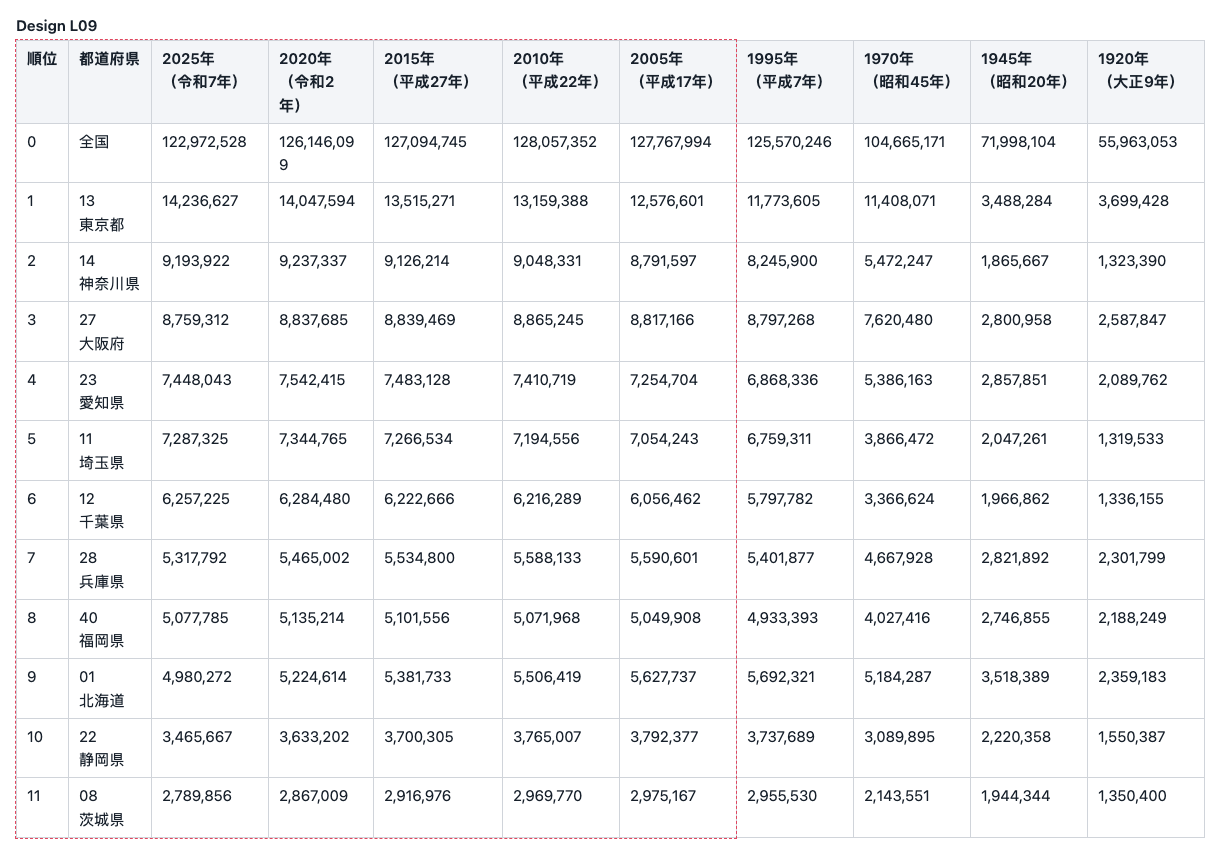 Design L09
順位 都道府県 2025年 2020年 2015年 2010年 2005年 1995年 1970年 1945年 1920年
（令和7年） （令和2 （平成27年） （平成22年） （平成17年） （平成7年） （昭和45年） （昭和20年） （大正9年）
年）
0 全国 122,972,528 126,146,09 127,094,745 128,057,352 127,767,994 125,570,246 104,665,171 71,998,104 55,963,053
9
1 13 14,236,627 14,047,594 13,515,271 13,159,388 12,576,601 11,773,605 11,408,071 3,488,284 3,699,428
東京都
2 14 9,193,922 9,237,337 9,126,214 9,048,331 8,791,597 8,245,900 5,472,247 1,865,667 1,323,390
神奈川県
3 27 8,759,312 8,837,685 8,839,469 8,865,245 8,817,166 8,797,268 7,620,480 2,800,958 2,587,847
大阪府
4 23 7,448,043 7,542,415 7,483,128 7,410,719 7,254,704 6,868,336 5,386,163 2,857,851 2,089,762
愛知県
5 11 7,287,325 7,344,765 7,266,534 7,194,556 7,054,243 6,759,311 3,866,472 2,047,261 1,319,533
埼玉県
6 12 6,257,225 6,284,480 6,222,666 6,216,289 6,056,462 5,797,782 3,366,624 1,966,862 1,336,155
千葉県
7 28 5,317,792 5,465,002 5,534,800 5,588,133 5,590,601 5,401,877 4,667,928 2,821,892 2,301,799
兵庫県
8 40 5,077,785 5,135,214 5,101,556 5,071,968 5,049,908 4,933,393 4,027,416 2,746,855 2,188,249
福岡県
9 01 4,980,272 5,224,614 5,381,733 5,506,419 5,627,737 5,692,321 5,184,287 3,518,389 2,359,183
北海道
10 22 3,465,667 3,633,202 3,700,305 3,765,007 3,792,377 3,737,689 3,089,895 2,220,358 1,550,387
静岡県
11 08 2,789,856 2,867,009 2,916,976 2,969,770 2,975,167 2,955,530 2,143,551 1,944,344 1,350,400
茨城県